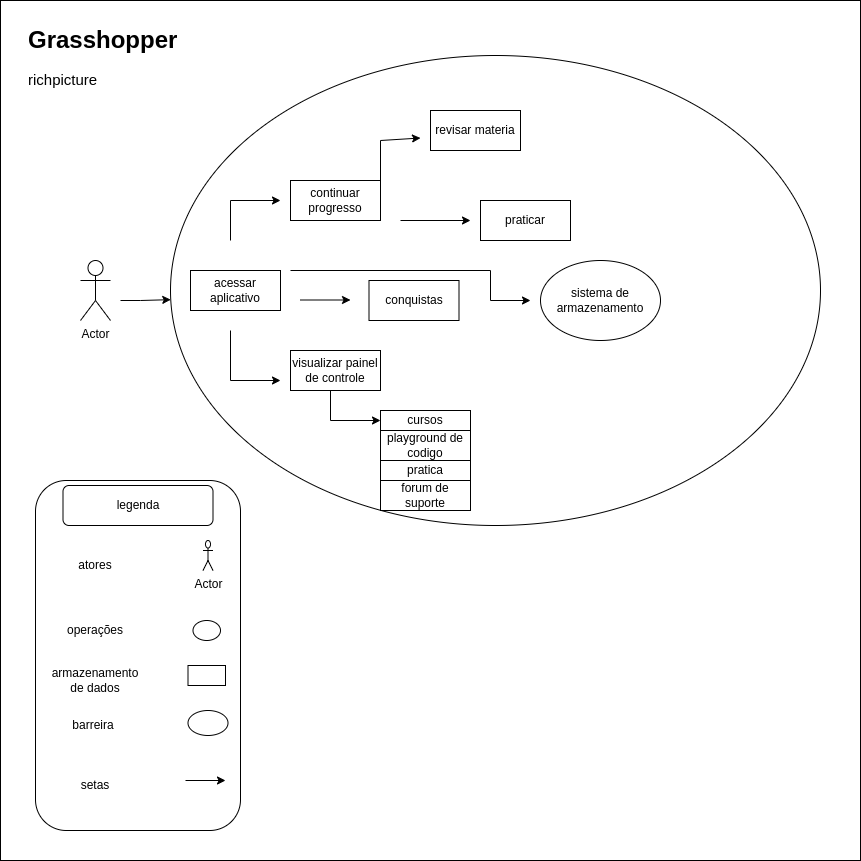 Grasshopper
richpicture
revisar materia
continuar
progresso
praticar
acessar
aplicativo
conquistas
sistema de
armazenamento
Actor
visualizar painel
de controle
cursos
playground de
codigo
pratica
forum de
suporte
legenda
atores
Actor
operações
armazenamento
de dados
barreira
setas